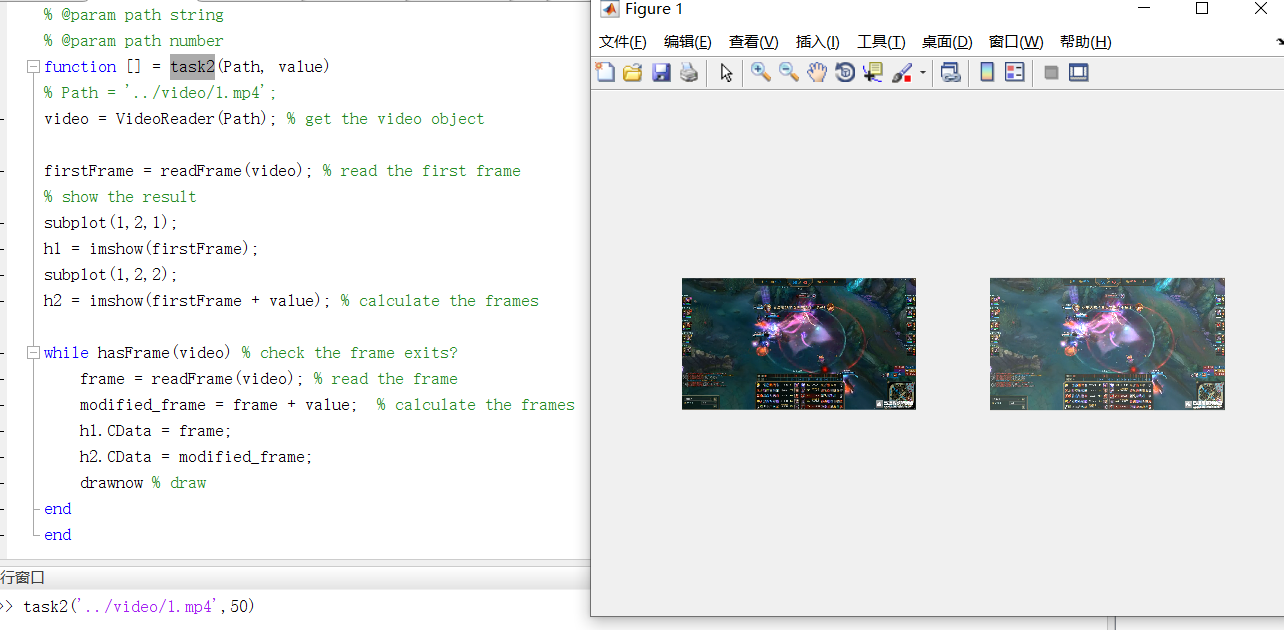 % @param path string
% @param path number
function [] = task2(Path, value)
% Path = '../video/1.mp4';
video = VideoReader(Path); % get the video object
firstFrame = readFrame(video); % read the first frame
% show the result
subplot(1,2,1);
h1 = imshow(firstFrame);
subplot(1,2,2);
h2 = imshow(firstFrame + value); % calculate the frames
while hasFrame(video) % check the frame exits?
frame = readFrame(video); % read the frame
modified_frame = frame + value;  % calculate the frames
h1.CData = frame;
h2.CData = modified_frame;
drawnow % draw
end
end
行窗口
>> task2('../video/1.mp4',50)
Figure 1
文件(F) 编辑(E) 查看(V) 插入(I) 工具(T) 桌面(D) 窗口(W) 帮助(H)